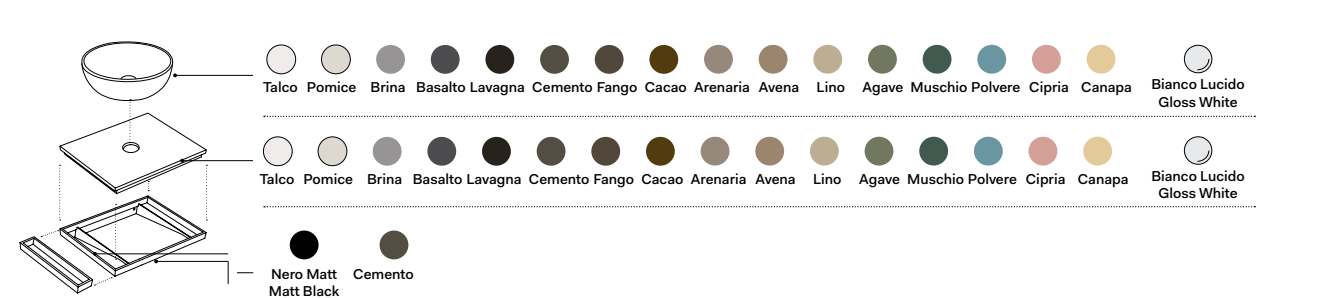 Talco Pomice Brina Basalto Lavagna Cemento Fango Cacao Arenaria Avena Lino Agave Muschio Polvere Cipria Canapa Bianco Lucido
Gloss White
Talco Pomice Brina Basalto Lavagna Cemento Fango Cacao Arenaria Avena Lino Agave Muschio Polvere Cipria Canapa Bianco Lucido
Gloss White
Nero Matt Cemento
Matt Black